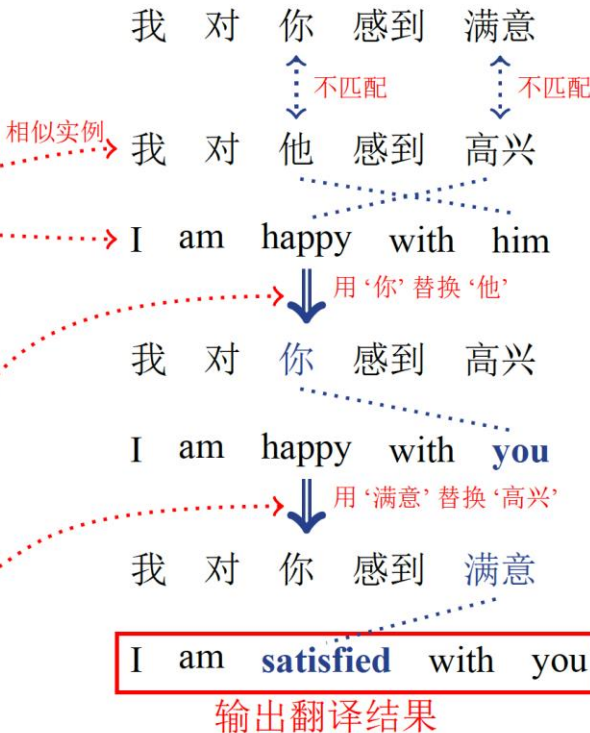 我 对 你 感到 满意
不匹配 不匹配
相似实例
我 对 他 感到 高兴
I am happy with him
用 ‘你’ 替换 ‘他’
我 对 你 感到 高兴
I am happy with you
用 ‘满意’ 替换 ‘高兴’
我 对 你 感到 满意
I am satisfied with you
输出翻译结果